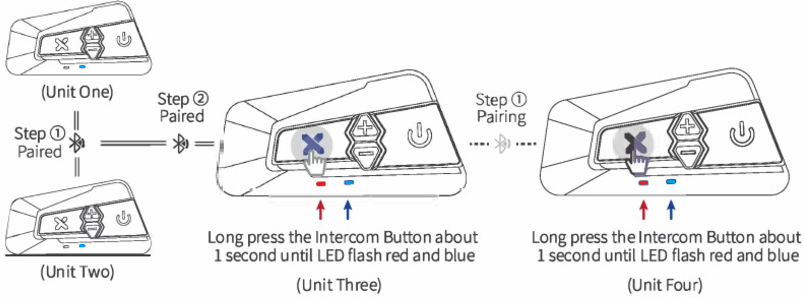 (Unit One)
Step ①
Paired
(Unit Two)
Step ②
Paired
Long press the Intercom Button about
1 second until LED flash red and blue
(Unit Three)
Step ①
Pairing
Long press the Intercom Button about
1 second until LED flash red and blue
(Unit Four)